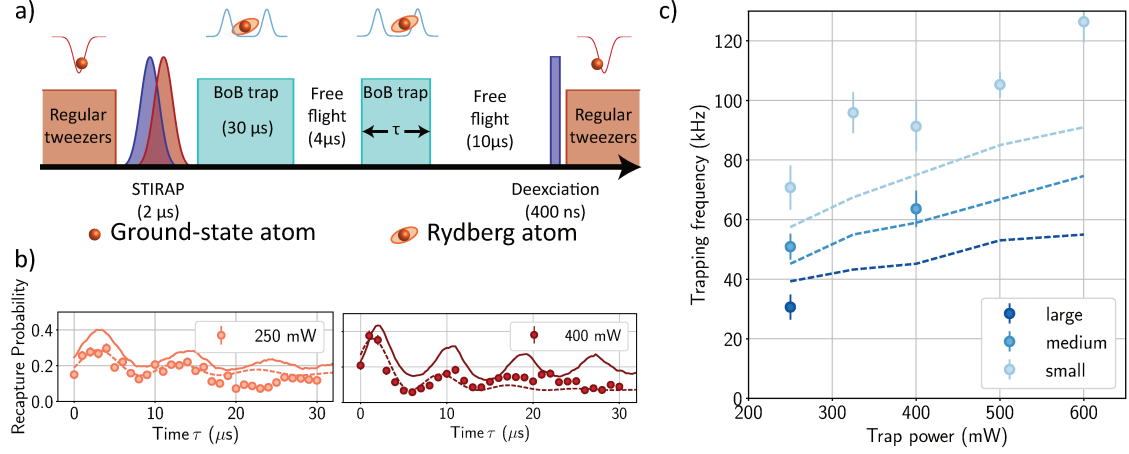 a)
Regular
tweezers
STIRAP
(2 μs)
BoB trap
(30 μs)
Free
flight
(4μs)
BoB trap
τ
Free
flight
(10μs)
Deexciation
(400 ns)
Regular
tweezers
Ground-state atom
Rydberg atom
b)
Recapture Probability
0.4
0.2
0.0
250 mW
0
10
20
30
Time τ (μs)
400 mW
0
10
20
30
Time τ (μs)
c)
Trapping frequency (kHz)
120
100
80
60
40
20
0
large
medium
small
200
300
400
500
600
Trap power (mW)